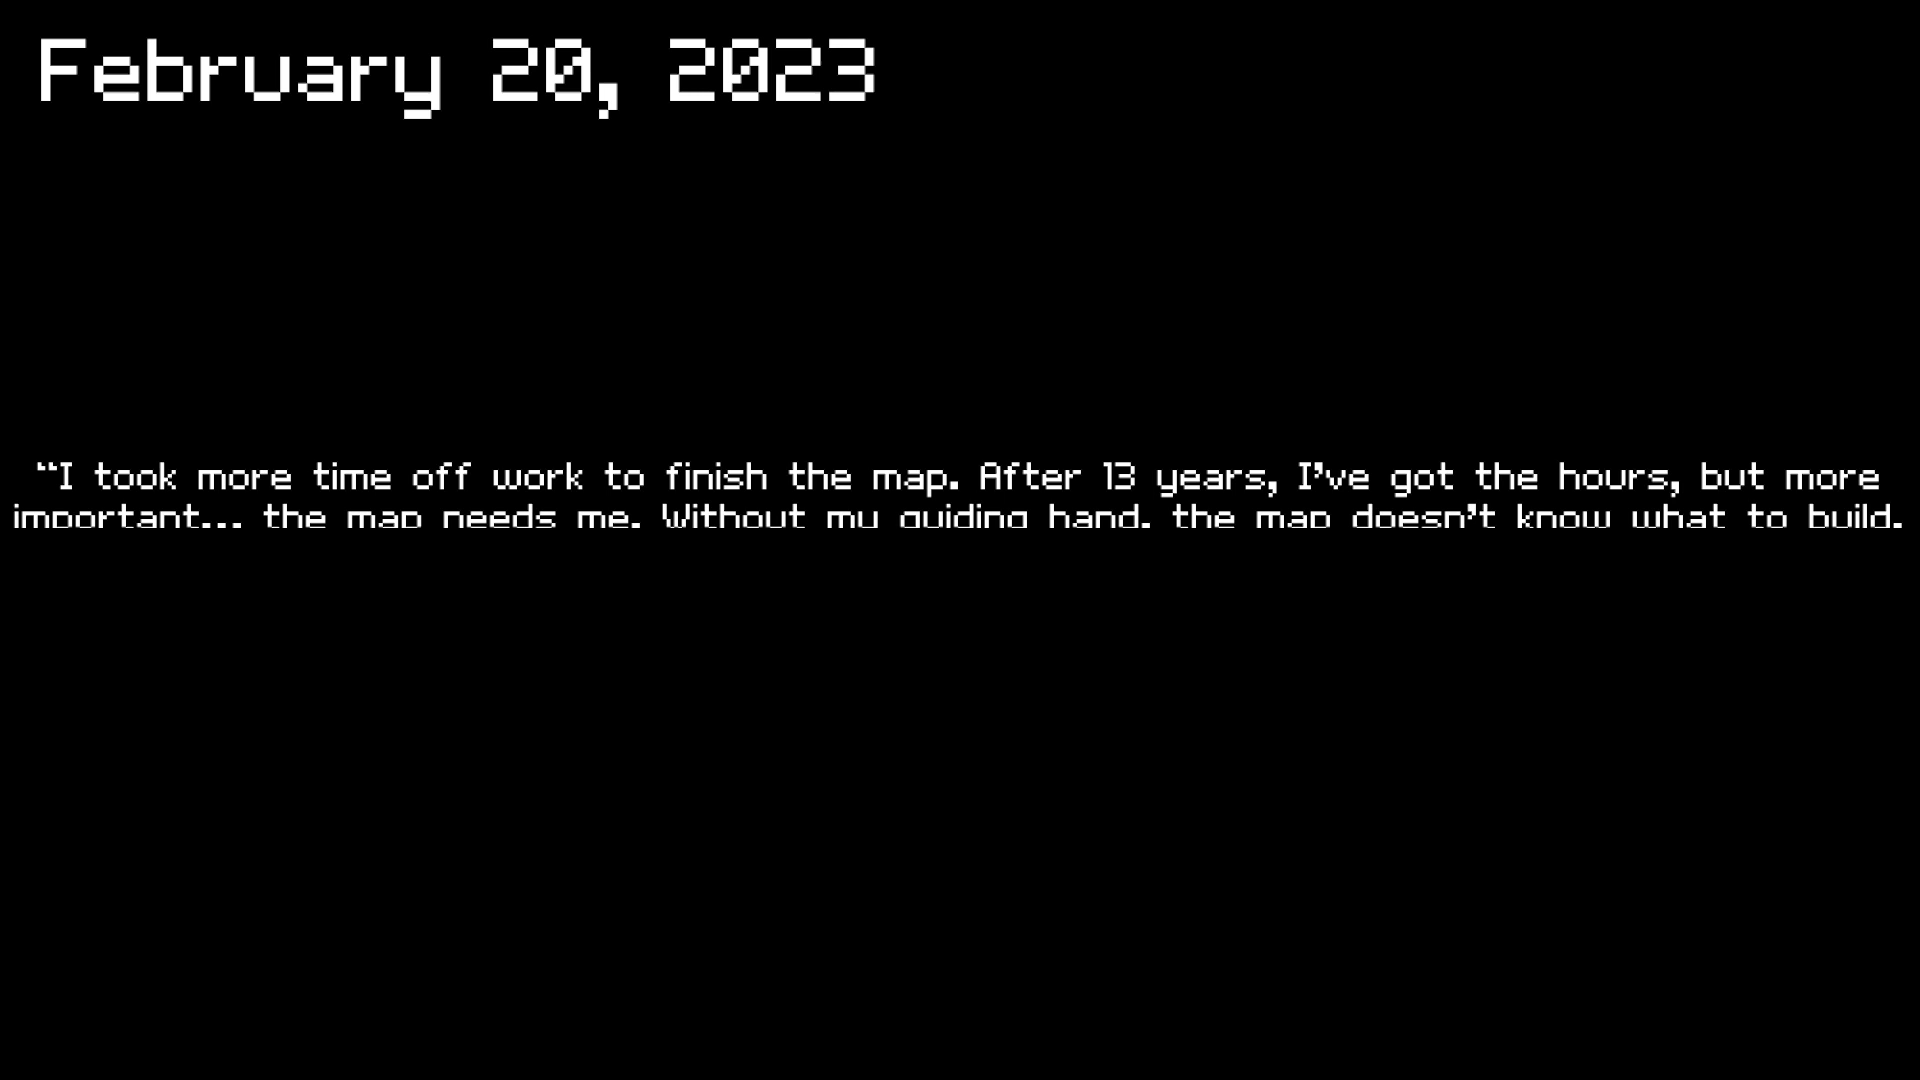 February 20, 2023
“I took more time off work to finish the map. After 13 years, I’ve got the hours, but more
important... the map needs me. Without my guiding hand, the map doesn’t know what to build.